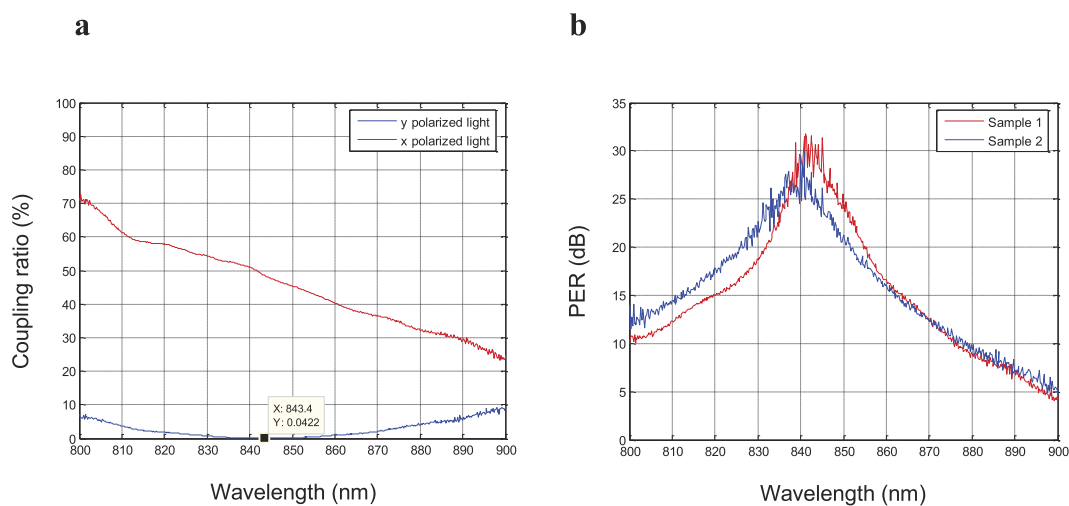 a
100
90
80
70
60
50
40
30
20
10
0
Coupling ratio (%)
y polarized light
x polarized light
X: 843.4
Y: 0.0422
800 810 820 830 840 850 860 870 880 890 900
Wavelength (nm)
b
35
30
25
20
15
10
5
0
PER (dB)
Sample 1
Sample 2
800 810 820 830 840 850 860 870 880 890 900
Wavelength (nm)